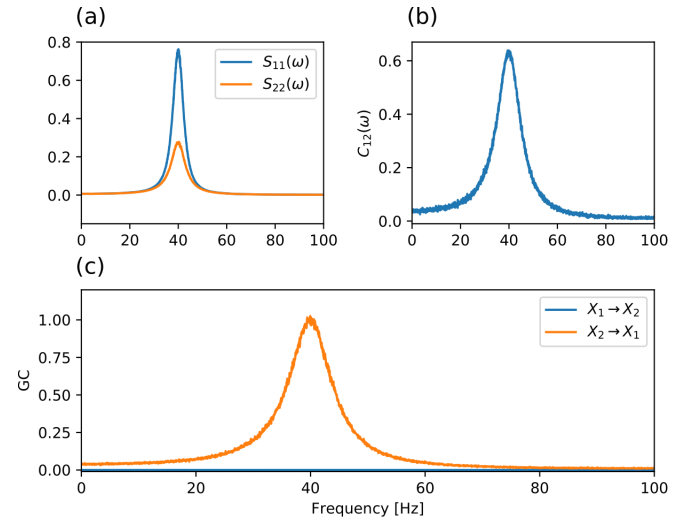 (a)
0.8
0.6
0.4
0.2
0.0
0 20 40 60 80 100
S₁₁(ω)
S₂₂(ω)
(b)
C₁₂(ω)
0.6
0.4
0.2
0.0
0 20 40 60 80 100
(c)
GC
1.00
0.75
0.50
0.25
0.00
0 20 40 60 80 100
X₁→X₂
X₂→X₁
Frequency [Hz]